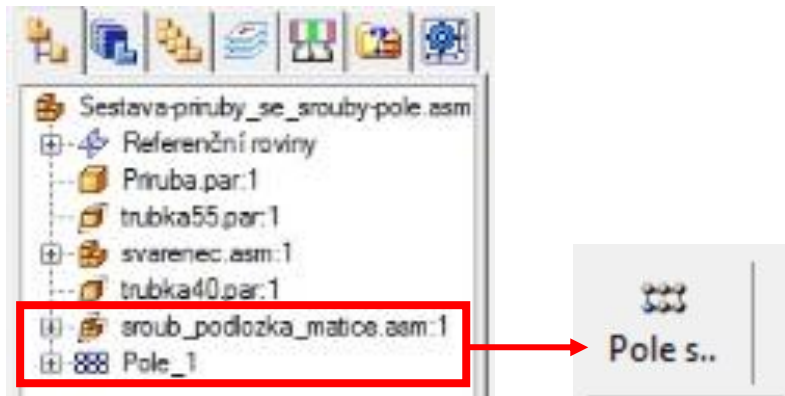 Sestava-priruby_se_srouby-pole.asm
Referenční roviny
Priruba.par:1
trubka55.par:1
svarenec.asm:1
trubka40.par:1
sroub_podlozka_matice.asm:1
Pole_1
Pole s..